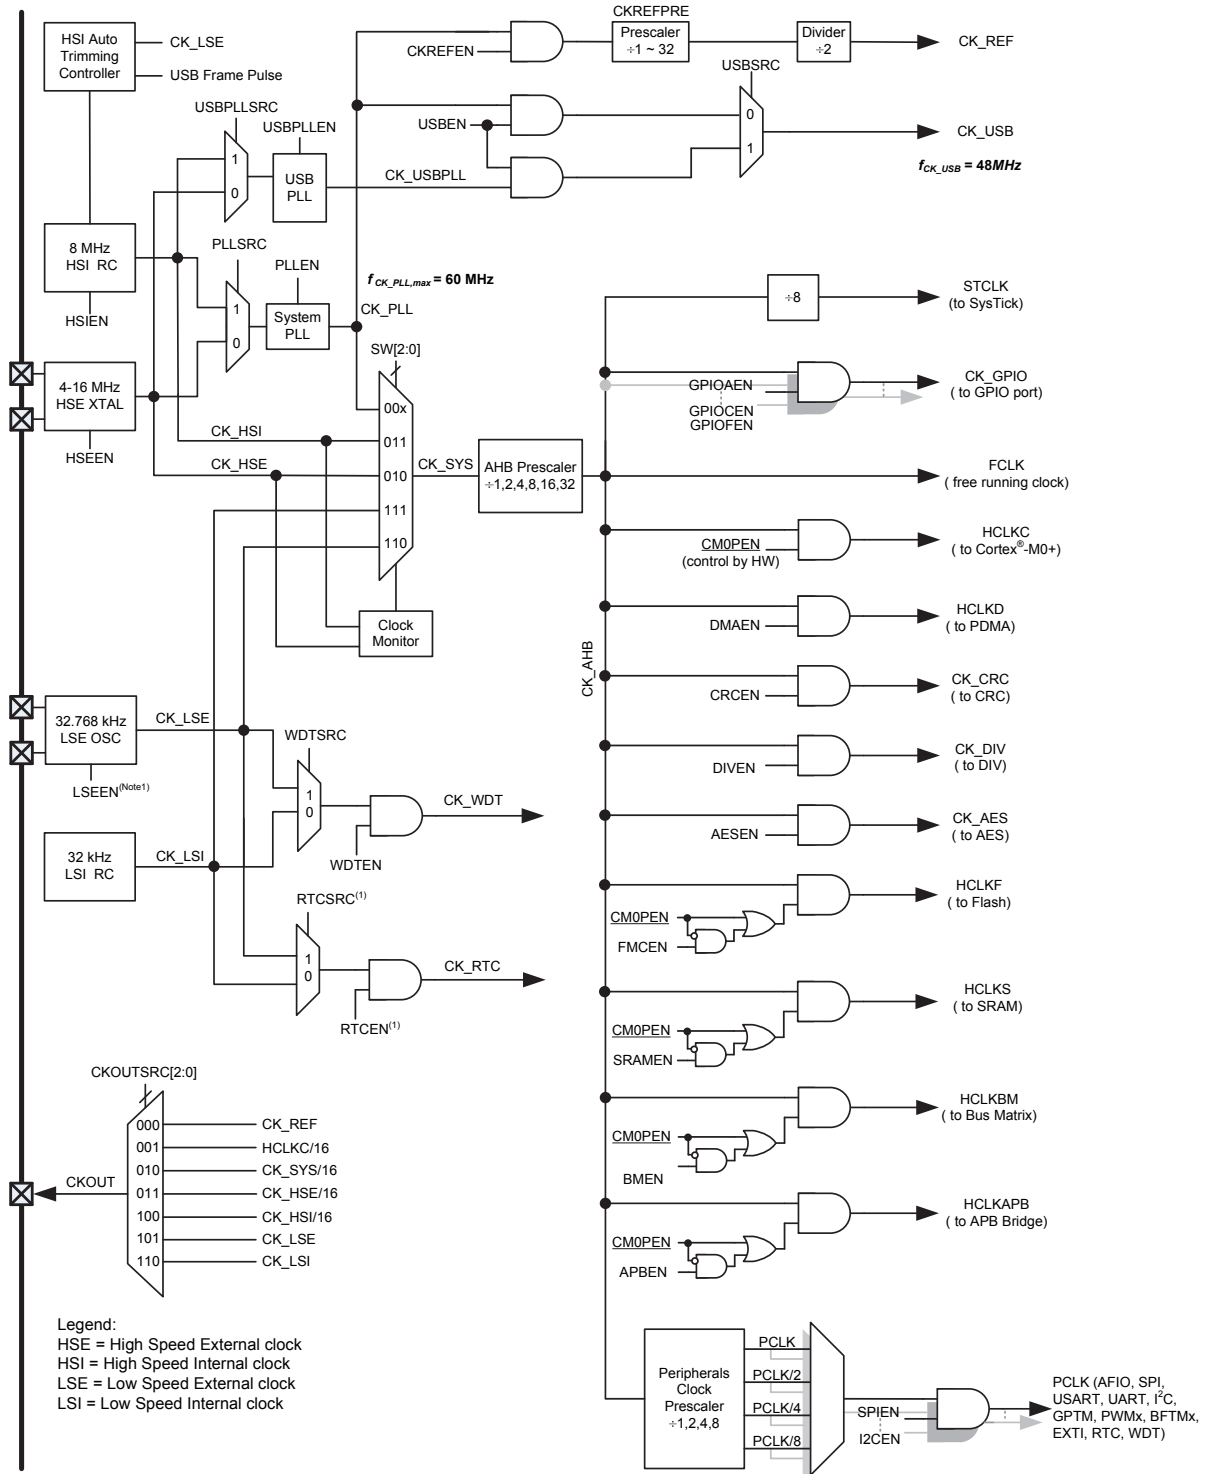 CKREFPRE
HSI Auto
Trimming
Controller
CK_LSE
USB Frame Pulse
CKREFEN
Prescaler
÷1 ~ 32
Divider
÷2
CK_REF
USBSRC
USBPLLSRC
USBPLLEN
USBEN
0
1
CK_USB
1
0
USB
PLL
CK_USBPLL
fCK_USB = 48MHz
8 MHz
HSI RC
HSIEN
PLLSRC
PLLEN
1
0
System
PLL
fCK_PLL,max = 60 MHz
CK_PLL
÷8
STCLK
(to SysTick)
SW[2:0]
4-16 MHz
HSE XTAL
HSEEN
00x
011
010
111
110
CK_HSI
CK_HSE
CK_SYS
AHB Prescaler
÷1,2,4,8,16,32
Clock
Monitor
GPIOAEN
GPIOCEN
GPIOFEN
CK_GPIO
( to GPIO port)
FCLK
( free running clock)
CM0PEN
(control by HW)
HCLKC
( to Cortex®-M0+)
DMAEN
HCLKD
( to PDMA)
CK_AHB
CRCEN
CK_CRC
( to CRC)
32.768 kHz
LSE OSC
LSEEN(Note1)
CK_LSE
WDTSRC
1
0
WDTEN
CK_WDT
DIVEN
CK_DIV
( to DIV)
AESEN
CK_AES
( to AES)
32 kHz
LSI RC
CK_LSI
RTCSRC(1)
1
0
RTCEN(1)
CK_RTC
CM0PEN
FMCEN
HCLKF
( to Flash)
CM0PEN
SRAMEN
HCLKS
( to SRAM)
CM0PEN
BMEN
HCLKBM
( to Bus Matrix)
CM0PEN
APBEN
HCLKAPB
( to APB Bridge)
CKOUTSRC[2:0]
CKOUT
000 CK_REF
001 HCLKC/16
010 CK_SYS/16
011 CK_HSE/16
100 CK_HSI/16
101 CK_LSE
110 CK_LSI
Legend:
HSE = High Speed External clock
HSI = High Speed Internal clock
LSE = Low Speed External clock
LSI = Low Speed Internal clock
Peripherals
Clock
Prescaler
÷1,2,4,8
PCLK
PCLK/2
PCLK/4
PCLK/8
SPIEN
I2CEN
PCLK (AFIO, SPI,
USART, UART, I2C,
GPTM, PWMx, BFTMx,
EXTI, RTC, WDT)